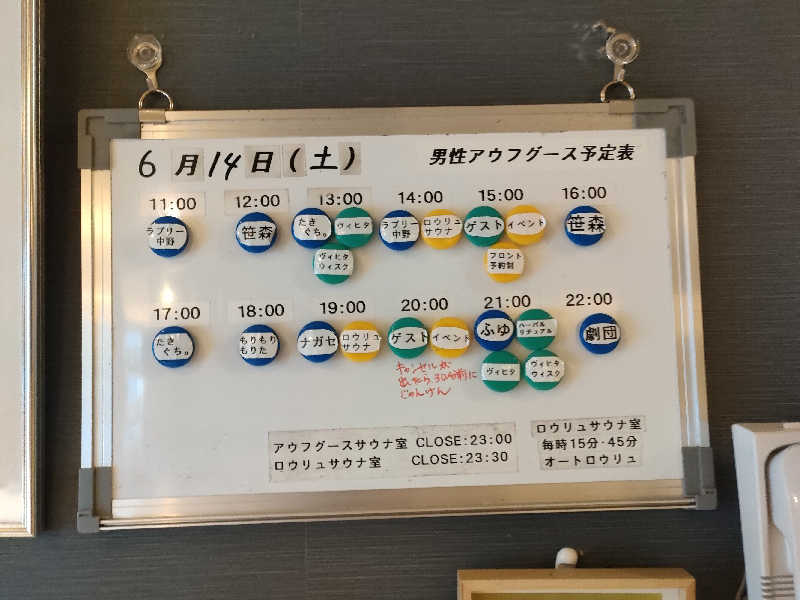 6月14日(土)
男性アウフグース予定表
11:00 12:00 13:00 14:00 15:00 16:00
ラブリー
中野
笹森
たき
ぐち。
ヴィヒタ
ヴィヒタ
ウィスク
ラブリー
中野
ロウリュ
サウナ
ゲスト
イベント
フロント
予約制
笹森
17:00 18:00 19:00 20:00 21:00 22:00
たき
ぐち。
もりもり
もりた
ナガセ
ロウリュ
サウナ
ゲスト
イベント
キャンセルが
出たら30分前に
じゃんけん
ふゆ
ハーバル
リチュアル
ヴィヒタ
ヴィヒタ
ウィスク
劇団
アウフグースサウナ室 CLOSE:23:00
ロウリュサウナ室 CLOSE:23:30
ロウリュサウナ室
毎時15分・45分
オートロウリュ